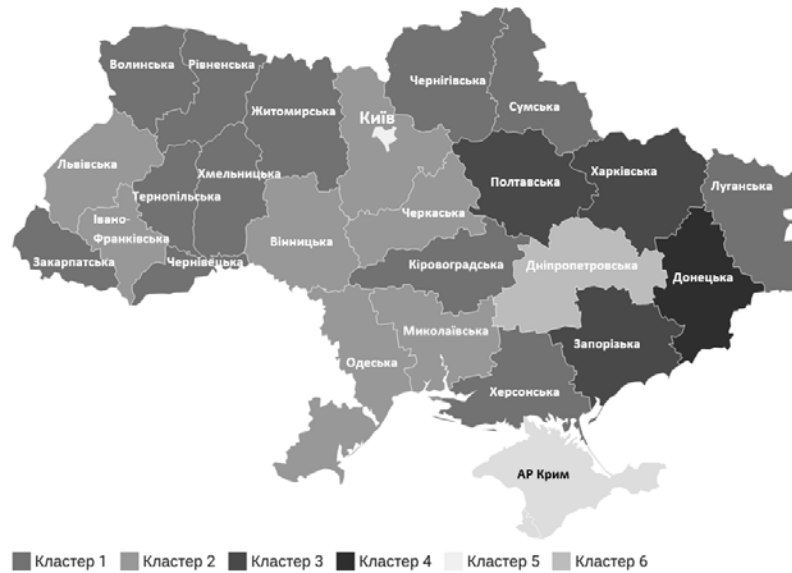 Волинська
Рівненська
Житомирська
Київ
Чернігівська
Сумська
Львівська
Тернопільська
Хмельницька
Івано-
Франківська
Закарпатська
Чернівецька
Вінницька
Черкаська
Полтавська
Харківська
Луганська
Кіровоградська
Дніпропетровська
Донецька
Одеська
Миколаївська
Запорізька
Херсонська
АР Крим
Кластер 1 Кластер 2 Кластер 3 Кластер 4 Кластер 5 Кластер 6